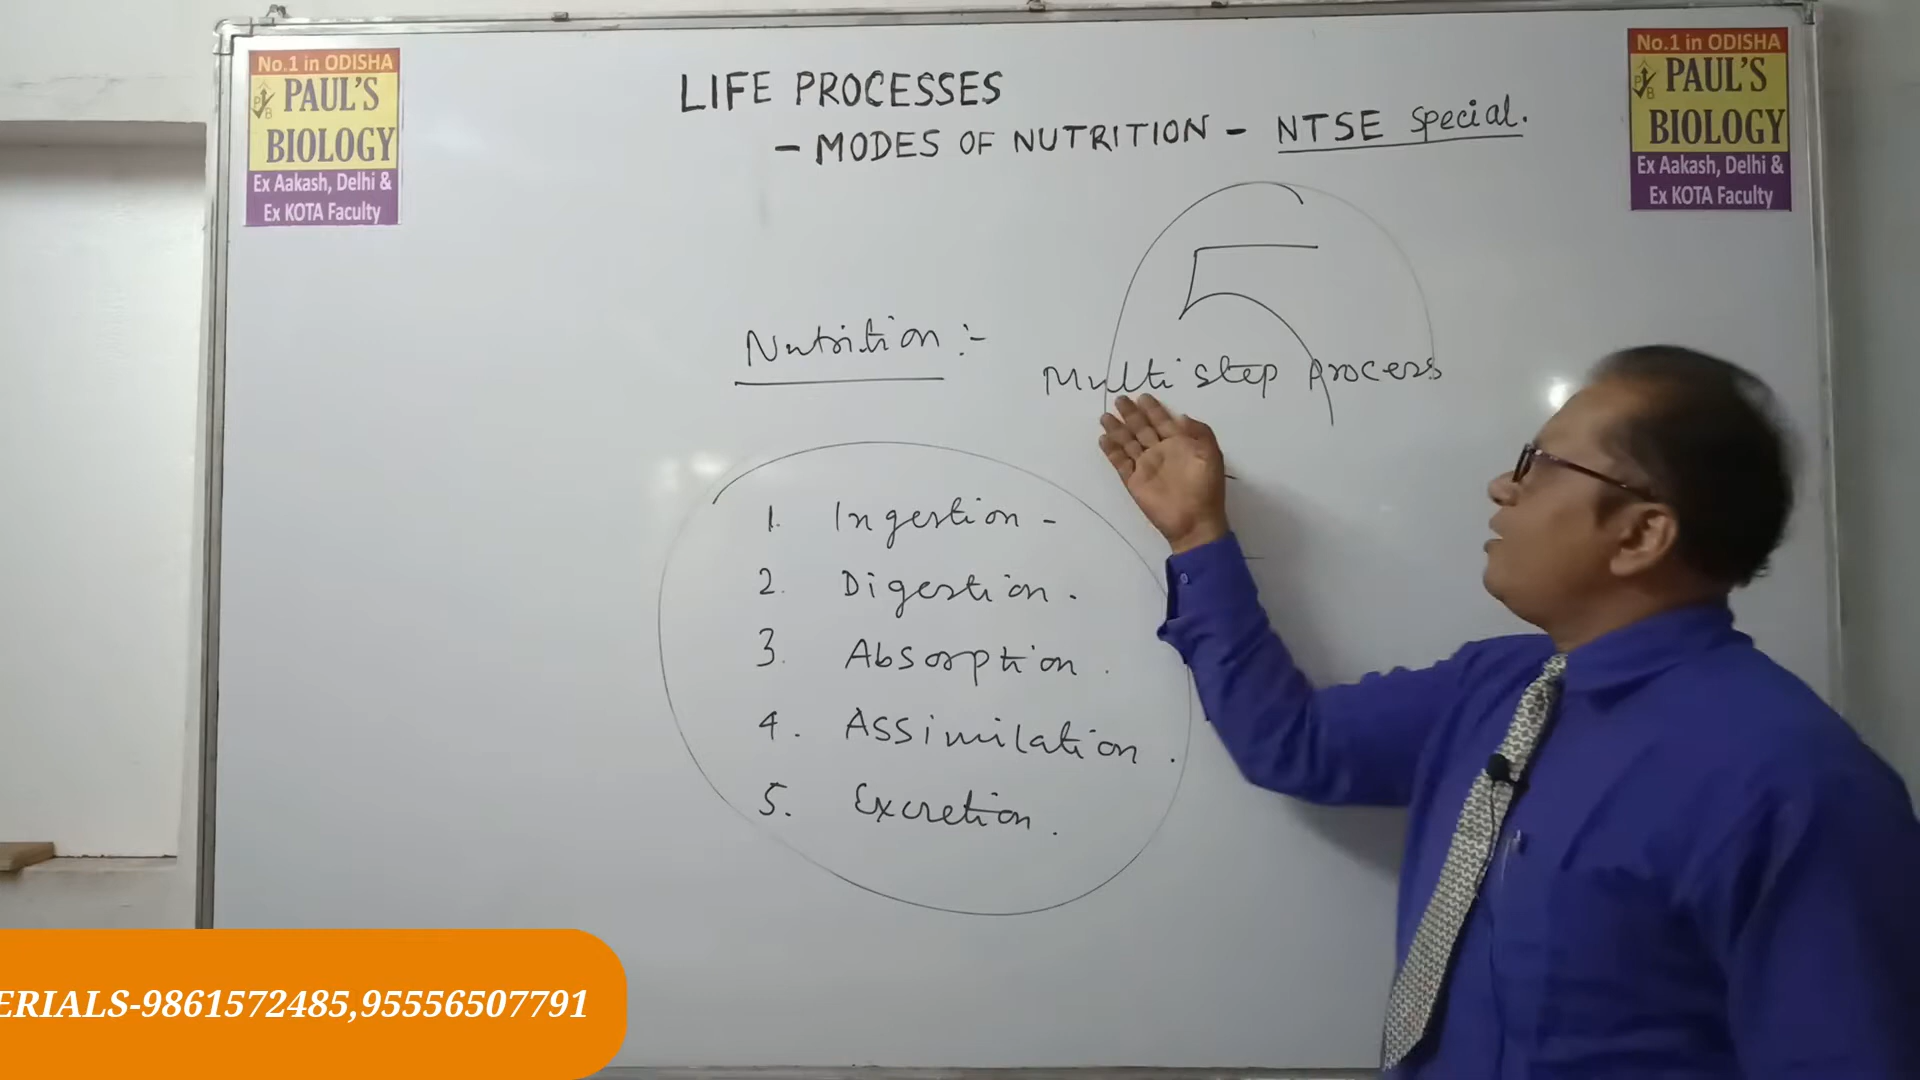 No.1 in ODISHA
PAUL'S
BIOLOGY
Ex Aakash, Delhi &
Ex KOTA Faculty
LIFE PROCESSES
- MODES OF NUTRITION - NTSE Special.
No.1 in ODISHA
PAUL'S
BIOLOGY
Ex Aakash, Delhi &
Ex KOTA Faculty
5
Nutrition :-
Multi step process
1. Ingestion -
2. Digestion.
3. Absorption.
4. Assimilation.
5. Excretion.
ERIALS-9861572485,95556507791